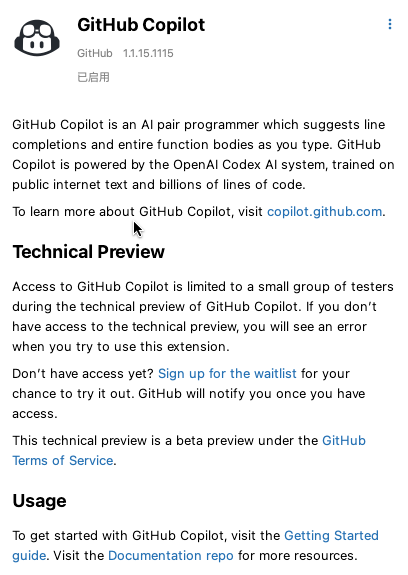 GitHub Copilot
GitHub 1.1.15.1115
已启用
GitHub Copilot is an AI pair programmer which suggests line
completions and entire function bodies as you type. GitHub
Copilot is powered by the OpenAI Codex AI system, trained on
public internet text and billions of lines of code.
To learn more about GitHub Copilot, visit copilot.github.com.
Technical Preview
Access to GitHub Copilot is limited to a small group of testers
during the technical preview of GitHub Copilot. If you don’t
have access to the technical preview, you will see an error
when you try to use this extension.
Don’t have access yet? Sign up for the waitlist for your
chance to try it out. GitHub will notify you once you have
access.
This technical preview is a beta preview under the GitHub
Terms of Service.
Usage
To get started with GitHub Copilot, visit the Getting Started
guide. Visit the Documentation repo for more resources.